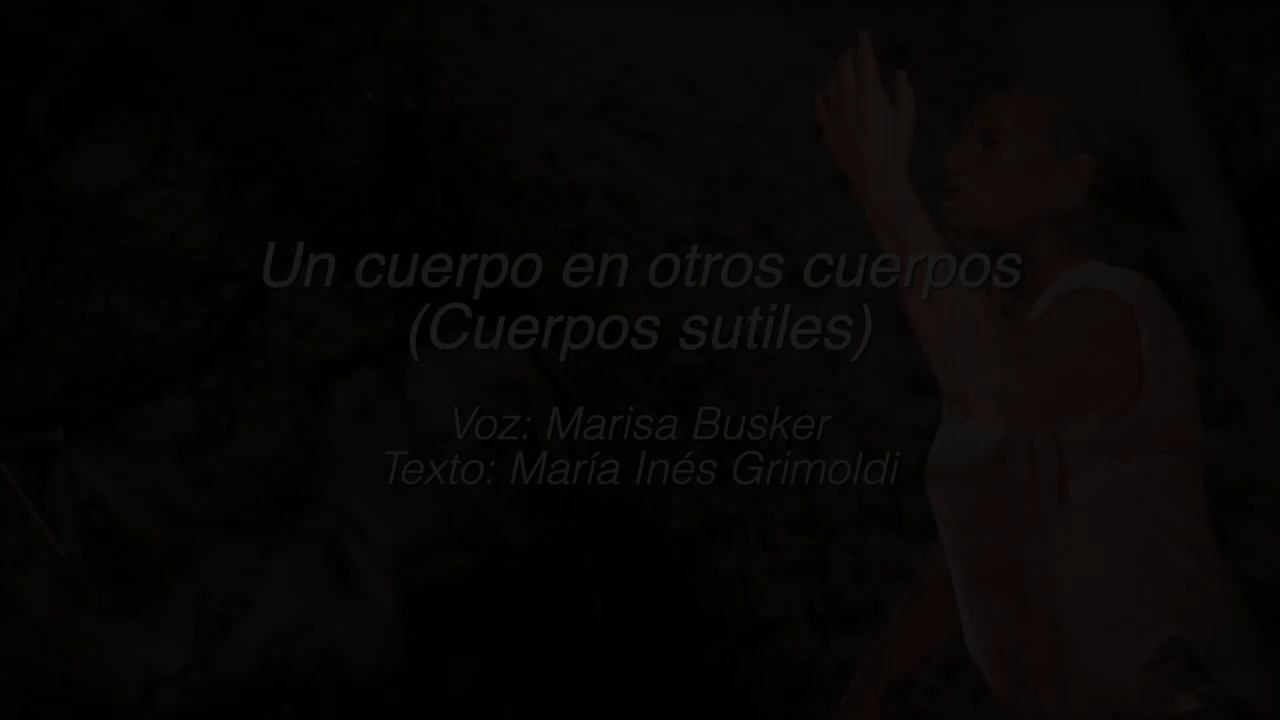 Un cuerpo en otros cuerpos
(Cuerpos sutiles)
Voz: Marisa Busker
Texto: María Inés Grimoldi